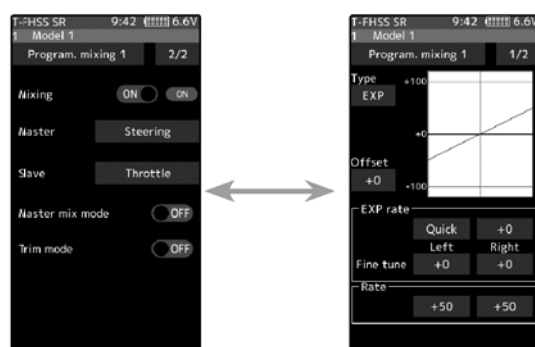 T-FHSS SR 9:42 6.6V
1 Model 1
Program. mixing 1 2/2
Mixing ON ON
Master Steering
Slave Throttle
Master mix mode OFF
Trim mode OFF
T-FHSS SR 9:42 6.6V
1 Model 1
Program. mixing 1 1/2
Type +100
EXP
+0
Offset
+0 -100
EXP rate
Quick +0
Left Right
Fine tune +0 +0
Rate
+50 +50